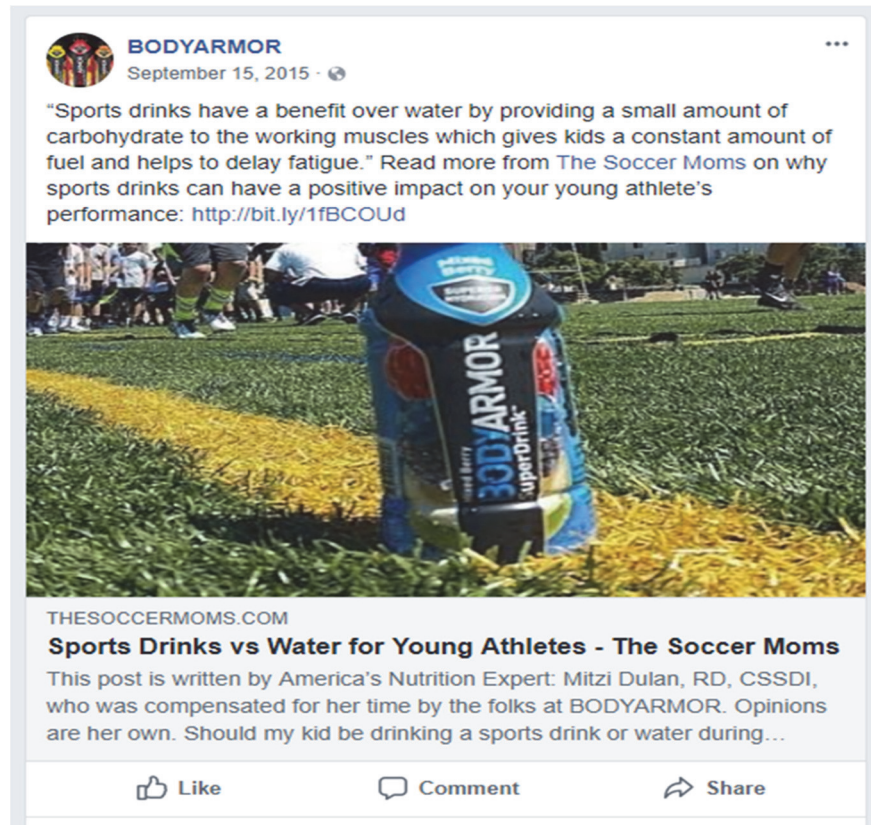 BODYARMOR
September 15, 2015 ·
“Sports drinks have a benefit over water by providing a small amount of
carbohydrate to the working muscles which gives kids a constant amount of
fuel and helps to delay fatigue.” Read more from The Soccer Moms on why
sports drinks can have a positive impact on your young athlete’s
performance: http://bit.ly/1fBCOUd
Mixed
Berry
BODYARMOR
SuperDrink
THESOCCERMOMS.COM
Sports Drinks vs Water for Young Athletes - The Soccer Moms
This post is written by America’s Nutrition Expert: Mitzi Dulan, RD, CSSDI,
who was compensated for her time by the folks at BODYARMOR. Opinions
are her own. Should my kid be drinking a sports drink or water during...
Like
Comment
Share